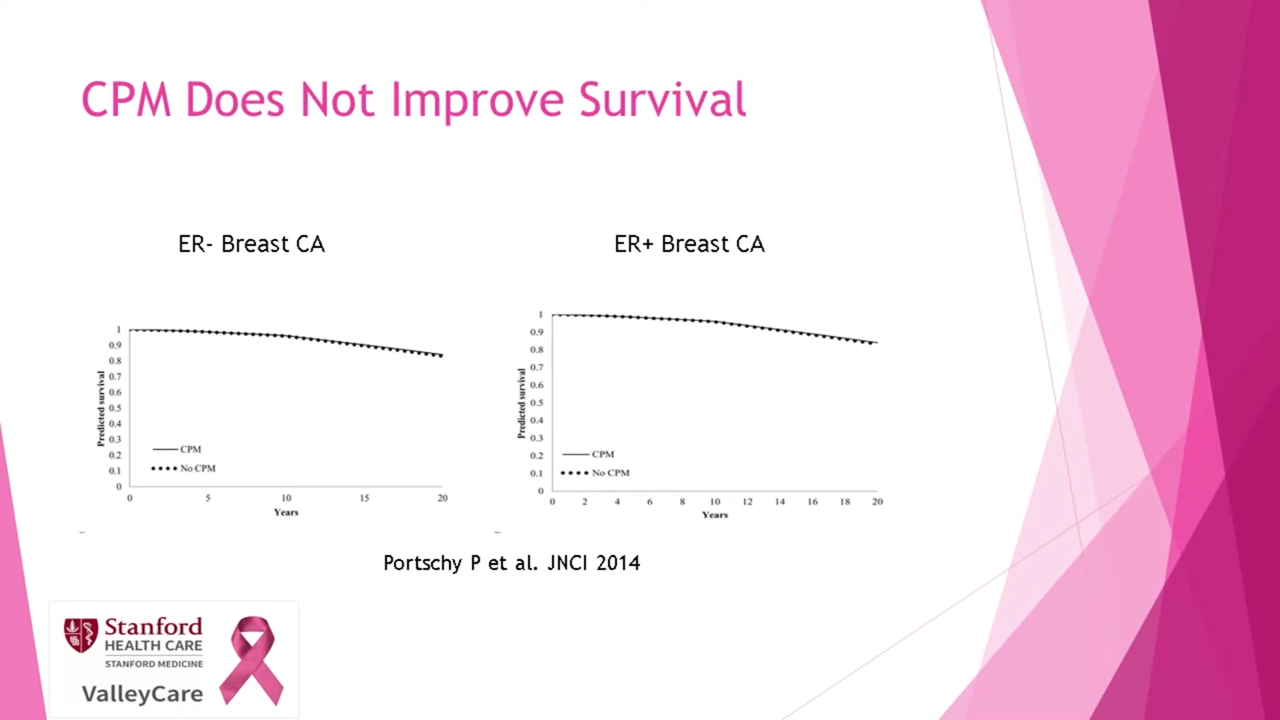 CPM Does Not Improve Survival
ER- Breast CA
ER+ Breast CA
Predicted survival
1
0.9
0.8
0.7
0.6
0.5
0.4
0.3
0.2
0.1
0
CPM
No CPM
0 5 10 15 20
Years
Predicted survival
1
0.9
0.8
0.7
0.6
0.5
0.4
0.3
0.2
0.1
0
CPM
No CPM
0 2 4 6 8 10 12 14 16 18 20
Years
Portschy P et al. JNCI 2014
Stanford
HEALTH CARE
STANFORD MEDICINE
ValleyCare